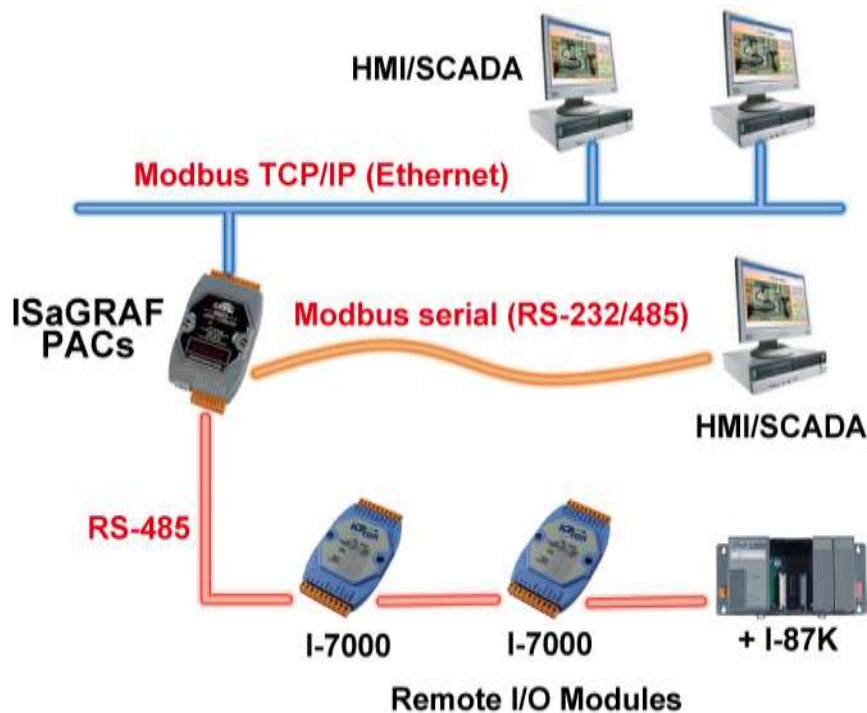 HMI/SCADA
Modbus TCP/IP (Ethernet)
ISaGRAF
PACs
Modbus serial (RS-232/485)
HMI/SCADA
RS-485
I-7000
I-7000
+ I-87K
Remote I/O Modules